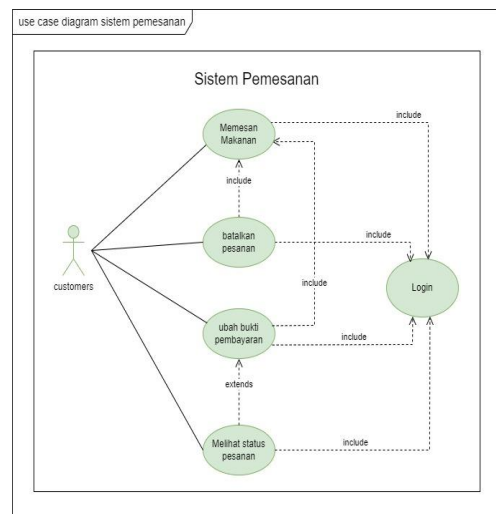 use case diagram sistem pemesanan
Sistem Pemesanan
Memesan
Makanan
include
include
include
batalkan
pesanan
include
customers
Login
include
ubah bukti
pembayaran
include
extends
Melihat status
pesanan
include